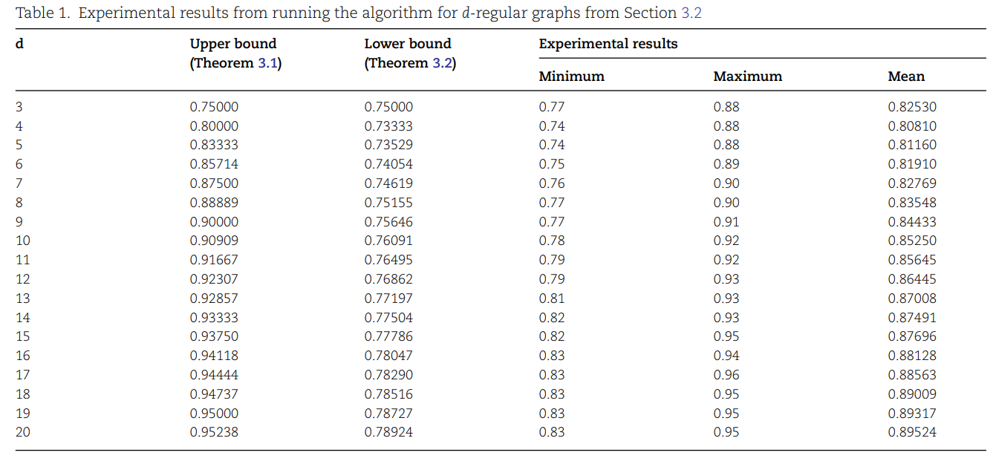 Table 1. Experimental results from running the algorithm for d-regular graphs from Section 3.2
d Upper bound (Theorem 3.1) Lower bound (Theorem 3.2) Experimental results
Minimum Maximum Mean
3 0.75000 0.75000 0.77 0.88 0.82530
4 0.80000 0.73333 0.74 0.88 0.80810
5 0.83333 0.73529 0.74 0.88 0.81160
6 0.85714 0.74054 0.75 0.89 0.81910
7 0.87500 0.74619 0.76 0.90 0.82769
8 0.88889 0.75155 0.77 0.90 0.83548
9 0.90000 0.75646 0.77 0.91 0.84433
10 0.90909 0.76091 0.78 0.92 0.85250
11 0.91667 0.76495 0.79 0.92 0.85645
12 0.92307 0.76862 0.79 0.93 0.86445
13 0.92857 0.77197 0.81 0.93 0.87008
14 0.93333 0.77504 0.82 0.93 0.87491
15 0.93750 0.77786 0.82 0.95 0.87696
16 0.94118 0.78047 0.83 0.94 0.88128
17 0.94444 0.78290 0.83 0.96 0.88563
18 0.94737 0.78516 0.83 0.95 0.89009
19 0.95000 0.78727 0.83 0.95 0.89317
20 0.95238 0.78924 0.83 0.95 0.89524